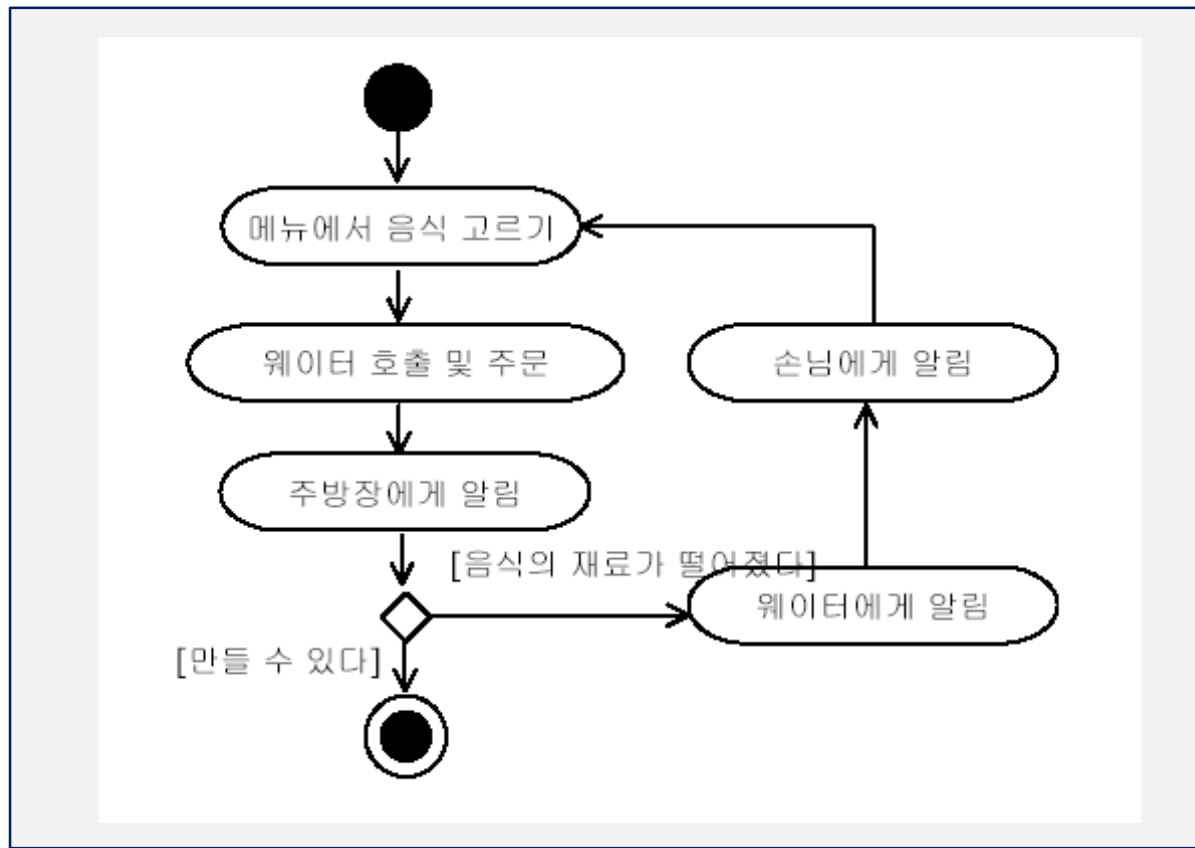 메뉴에서 음식 고르기
웨이터 호출 및 주문
손님에게 알림
주방장에게 알림
[음식의 재료가 떨어졌다]
웨이터에게 알림
[만들 수 있다]